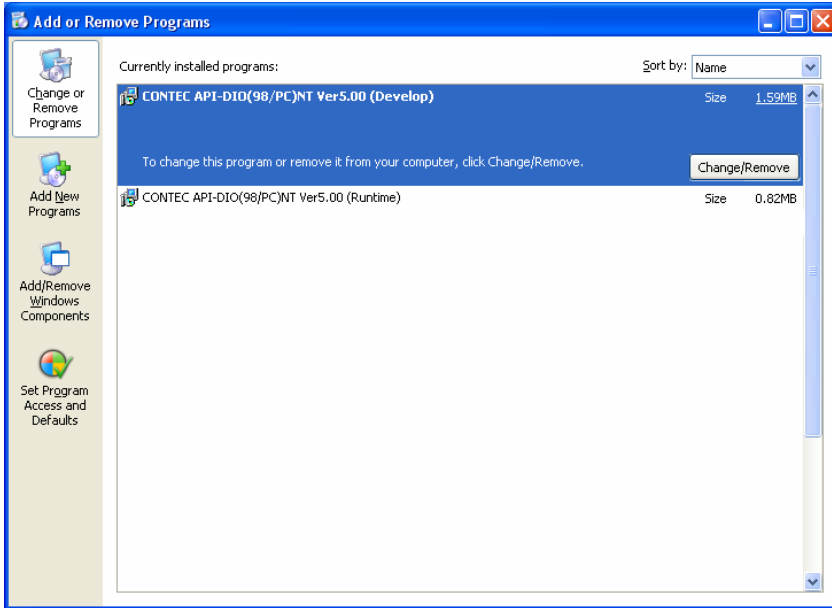 Add or Remove Programs
Change or
Remove
Programs
Add New
Programs
Add/Remove
Windows
Components
Set Program
Access and
Defaults
Currently installed programs:
Sort by: Name
CONTEC API-DIO(98/PC)NT Ver5.00 (Develop)
Size 1.59MB
To change this program or remove it from your computer, click Change/Remove.
Change/Remove
CONTEC API-DIO(98/PC)NT Ver5.00 (Runtime)
Size 0.82MB